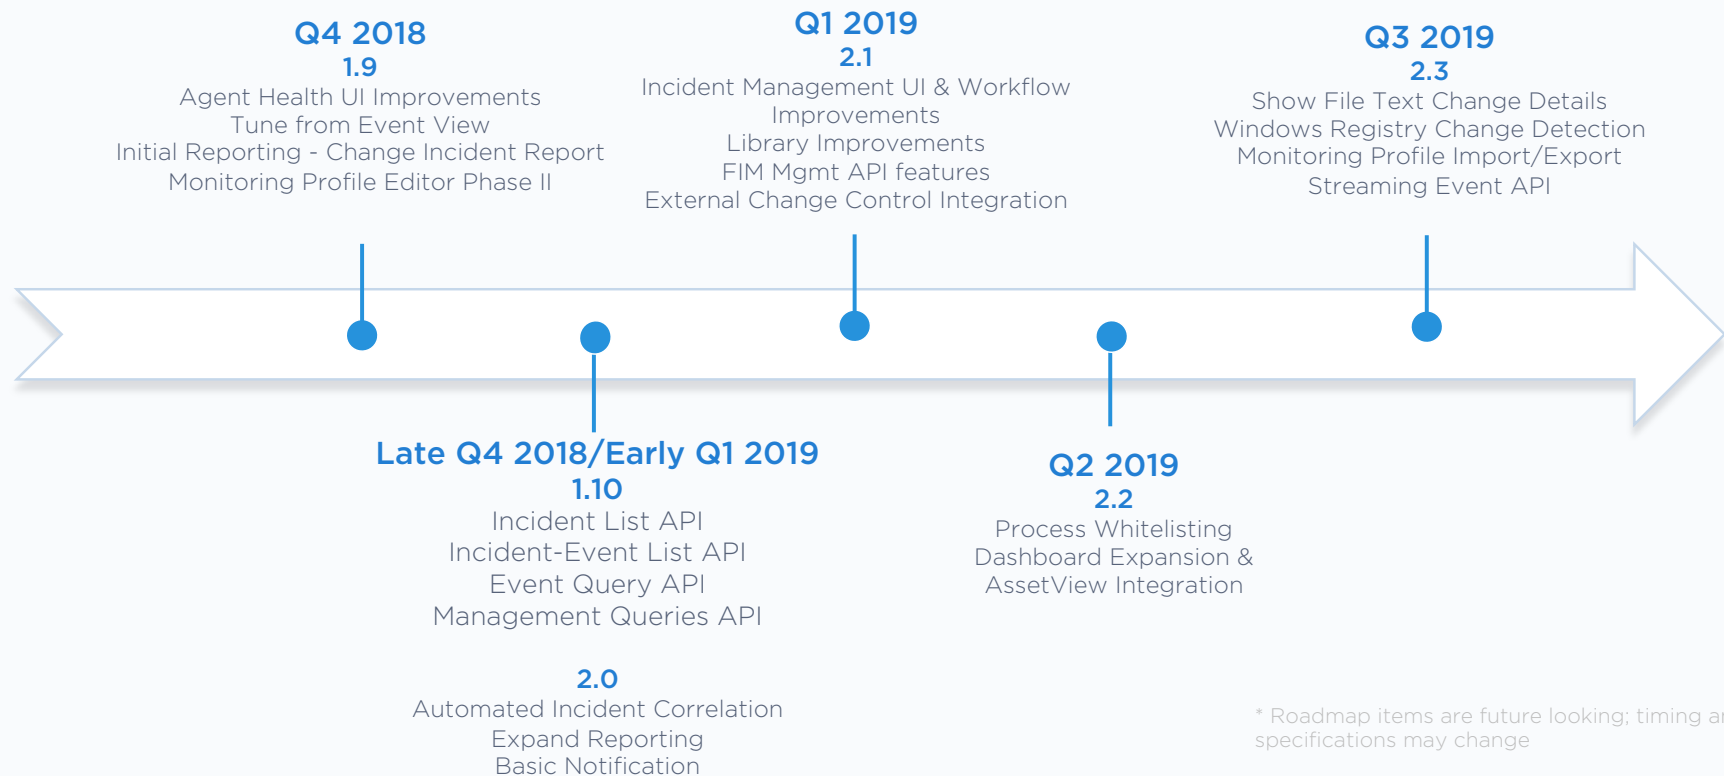 Q4 2018
1.9
Agent Health UI Improvements
Tune from Event View
Initial Reporting - Change Incident Report
Monitoring Profile Editor Phase II
Q1 2019
2.1
Incident Management UI & Workflow
Improvements
Library Improvements
FIM Mgmt API features
External Change Control Integration
Q3 2019
2.3
Show File Text Change Details
Windows Registry Change Detection
Monitoring Profile Import/Export
Streaming Event API
Late Q4 2018/Early Q1 2019
1.10
Incident List API
Incident-Event List API
Event Query API
Management Queries API
2.0
Automated Incident Correlation
Expand Reporting
Basic Notification
Q2 2019
2.2
Process Whitelisting
Dashboard Expansion &
AssetView Integration
* Roadmap items are future looking; timing
specifications may change